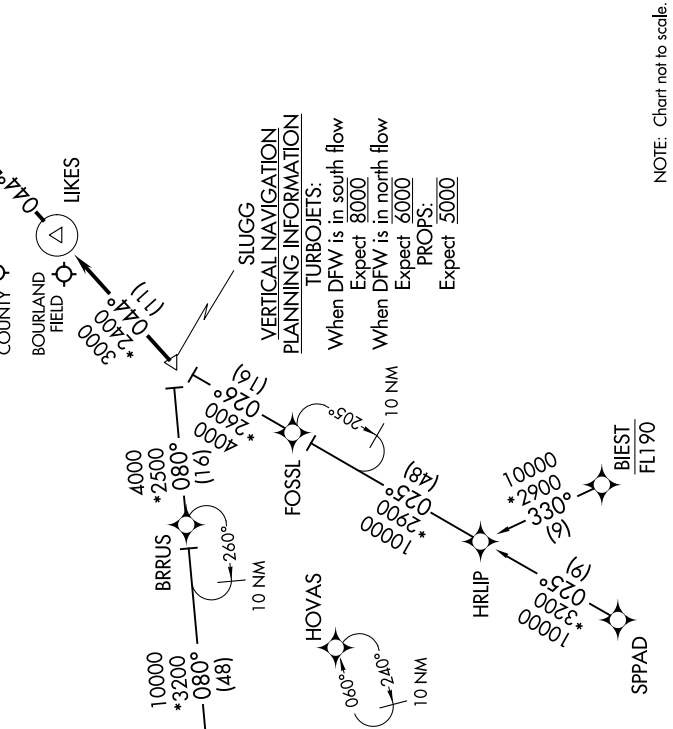 044°
LIKES
COUNTY
BOURLAND
FIELD
3000
*2400
044°
(11)
SLUGG
VERTICAL NAVIGATION
PLANNING INFORMATION
TURBOJETS:
When DFW is in south flow
Expect 8000
When DFW is in north flow
Expect 6000
PROPS:
Expect 5000
4000
*2500
080°
(16)
4000
*2600
026°
(16)
BRRUS
260°
10 NM
FOSSL
205°
10 NM
10000
*3200
080°
(48)
10000
*2900
025°
(48)
HOVAS
060°
240°
10 NM
HRLIP
10000
*2900
330°
(9)
BIEST
FL190
10000
*3200
025°
(9)
SPPAD
NOTE: Chart not to scale.